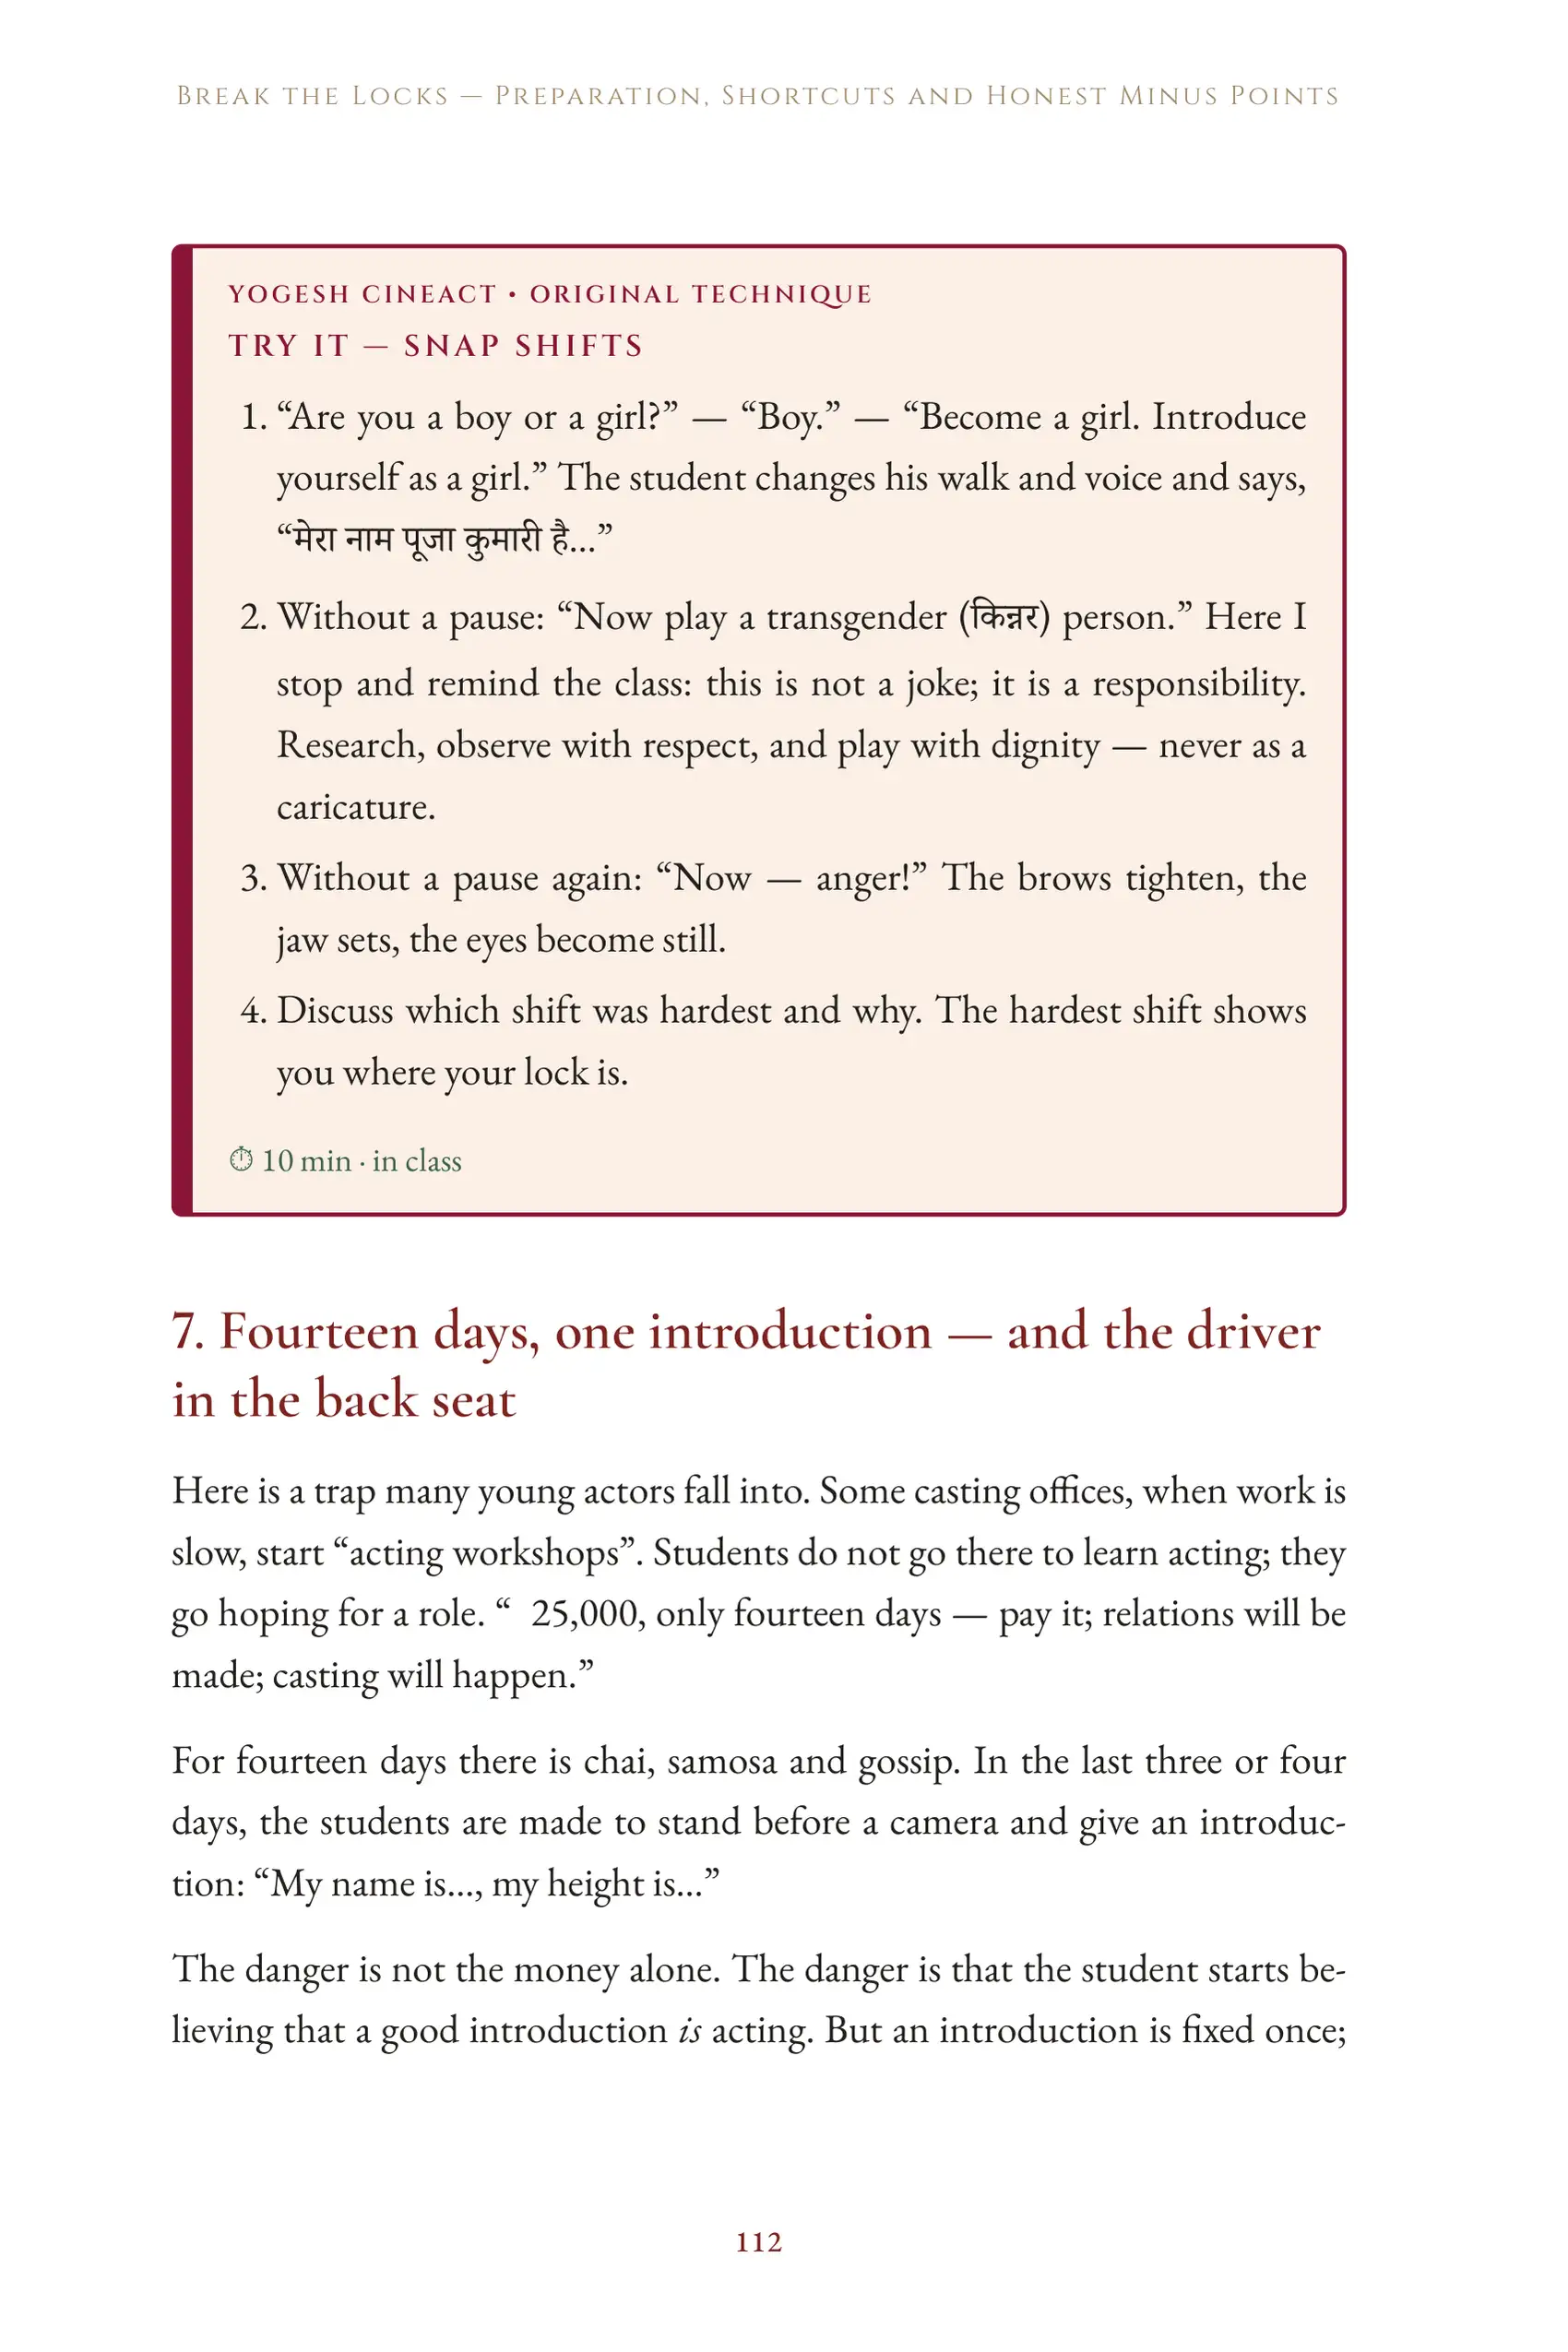 Break the Locks — Preparation, Shortcuts and Honest Minus Points
YOGESH CINEACT • ORIGINAL TECHNIQUE
TRY IT — SNAP SHIFTS
1. “Are you a boy or a girl?” — “Boy.” — “Become a girl. Introduce
yourself as a girl.” The student changes his walk and voice and says,
“मेरा नाम पूजा कुमारी है...”
2. Without a pause: “Now play a transgender (किन्नर) person.” Here I
stop and remind the class: this is not a joke; it is a responsibility.
Research, observe with respect, and play with dignity — never as a
caricature.
3. Without a pause again: “Now — anger!” The brows tighten, the
jaw sets, the eyes become still.
4. Discuss which shift was hardest and why. The hardest shift shows
you where your lock is.
⏱ 10 min · in class
7. Fourteen days, one introduction — and the driver
in the back seat
Here is a trap many young actors fall into. Some casting offices, when work is
slow, start “acting workshops”. Students do not go there to learn acting; they
go hoping for a role. “ 25,000, only fourteen days — pay it; relations will be
made; casting will happen.”
For fourteen days there is chai, samosa and gossip. In the last three or four
days, the students are made to stand before a camera and give an introduc-
tion: “My name is..., my height is...”
The danger is not the money alone. The danger is that the student starts be-
lieving that a good introduction is acting. But an introduction is fixed once;
112